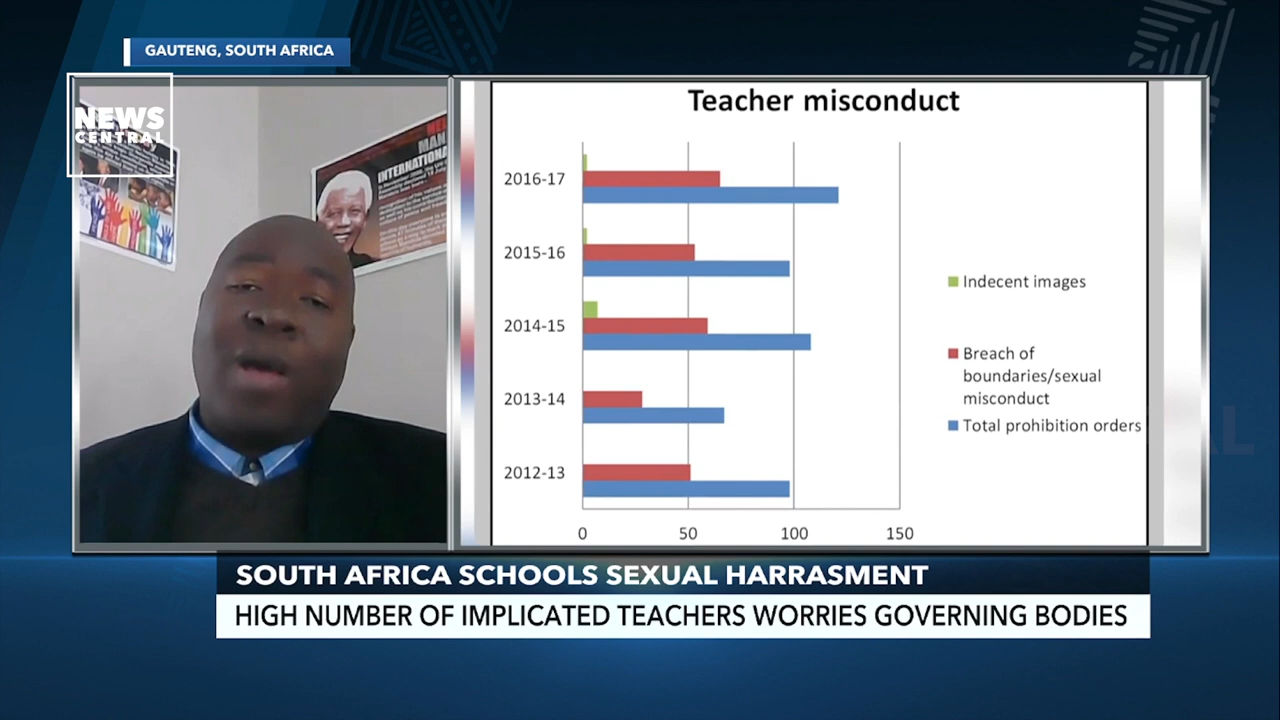 GAUTENG, SOUTH AFRICA
NEWS
CENTRAL
MAN
INTERNATIONAL
Teacher misconduct
2016-17
2015-16
2014-15
2013-14
2012-13
0 50 100 150
Indecent images
Breach of
boundaries/sexual
misconduct
Total prohibition orders
SOUTH AFRICA SCHOOLS SEXUAL HARRASMENT
HIGH NUMBER OF IMPLICATED TEACHERS WORRIES GOVERNING BODIES